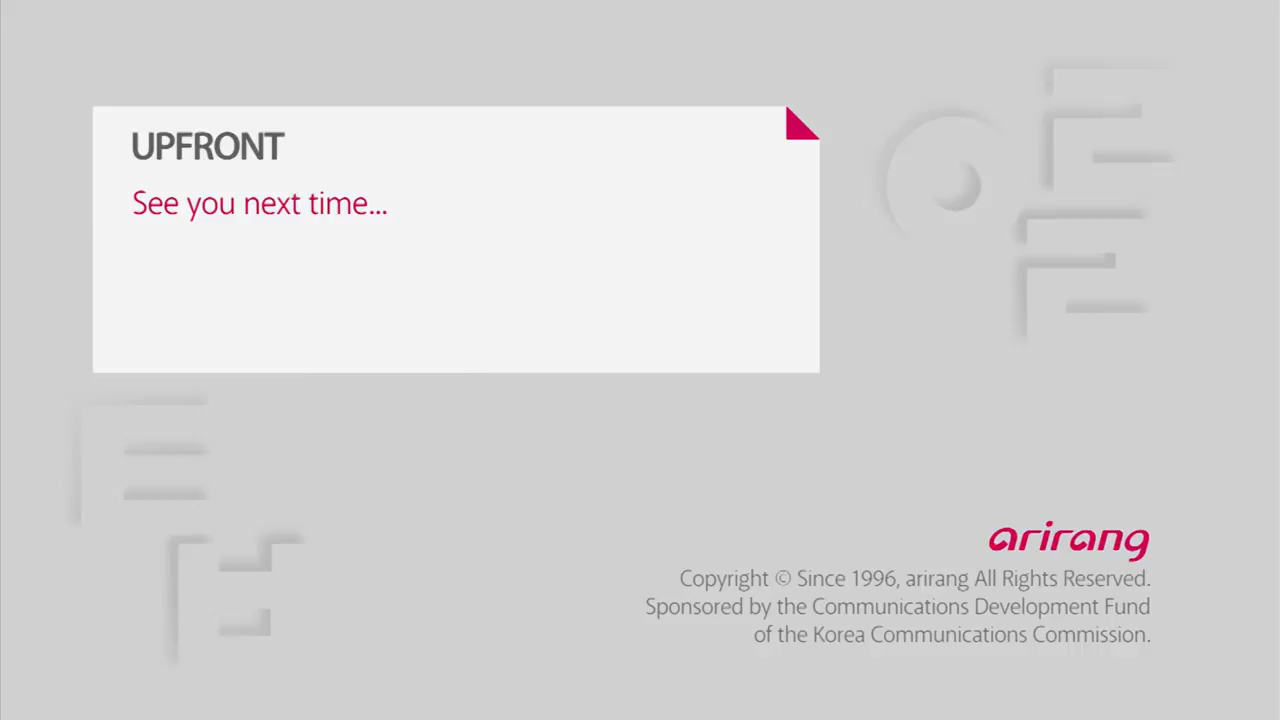 UPFRONT
See you next time...
arirang
Copyright © Since 1996, arirang All Rights Reserved.
Sponsored by the Communications Development Fund
of the Korea Communications Commission.